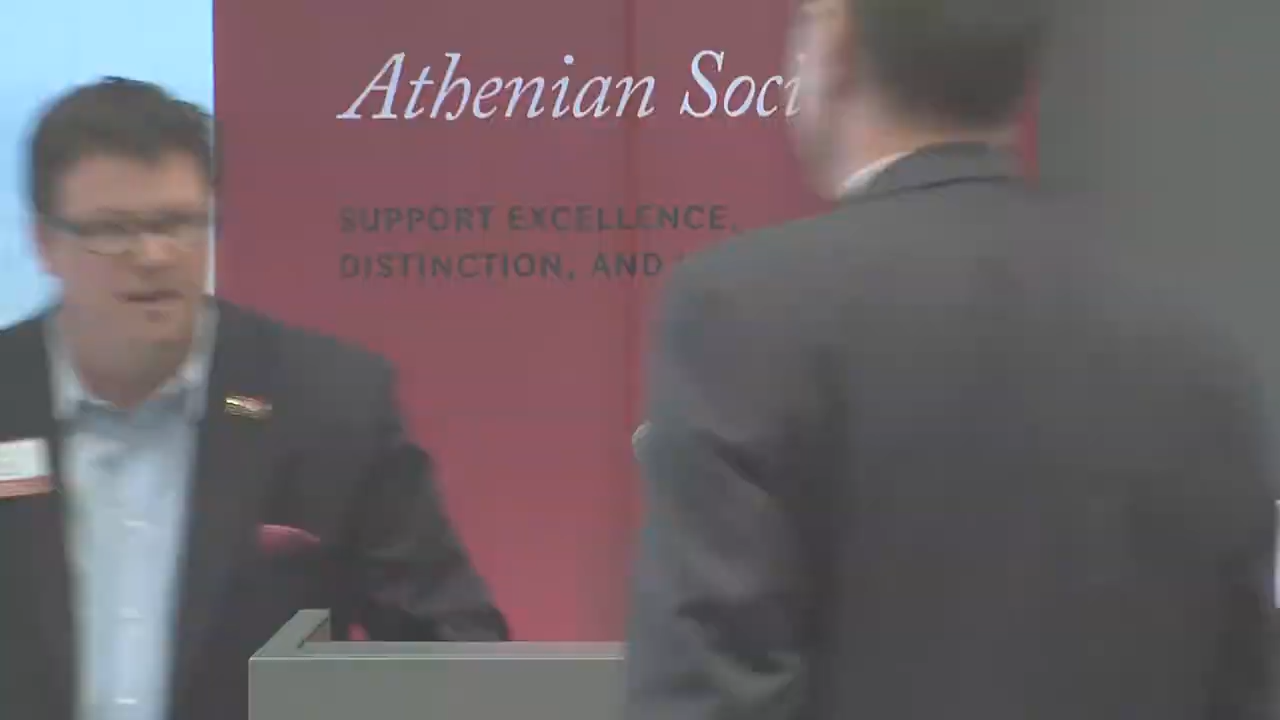 Athenian Soci
SUPPORT EXCELLENCE,
DISTINCTION, AND